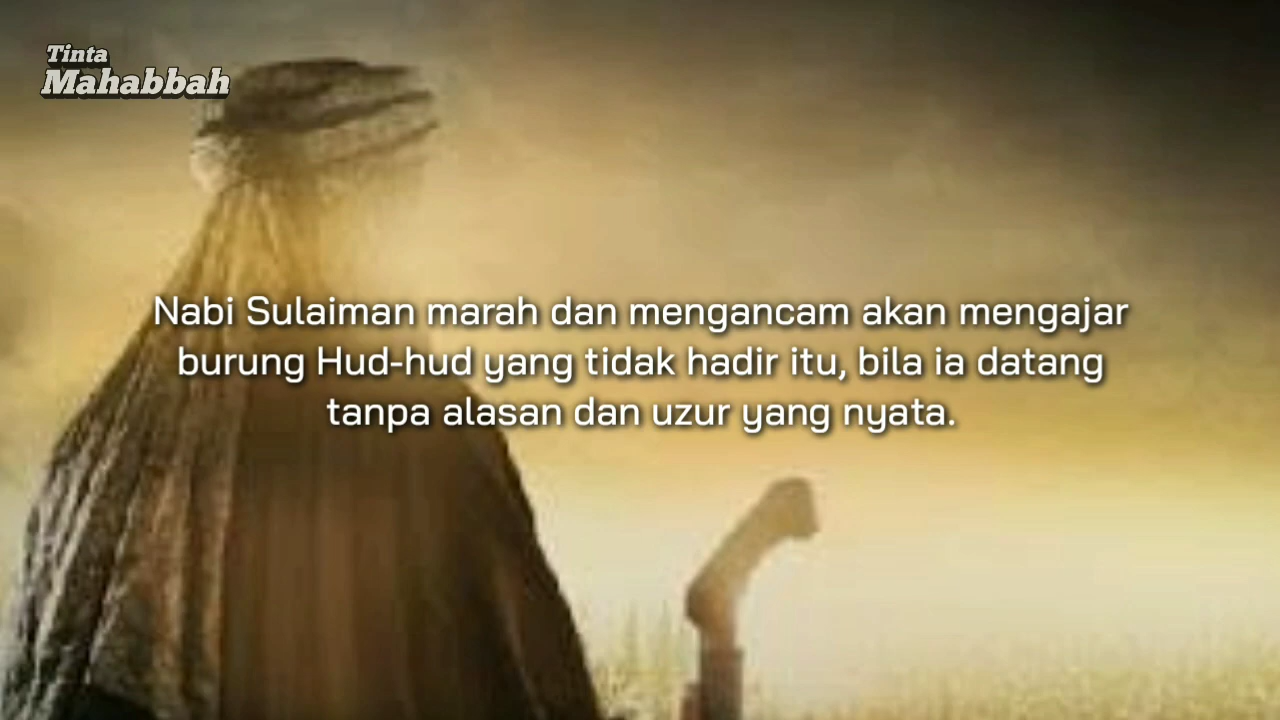 Tinta
Mahabbah
Nabi Sulaiman marah dan mengancam akan mengajar
burung Hud-hud yang tidak hadir itu, bila ia datang
tanpa alasan dan uzur yang nyata.